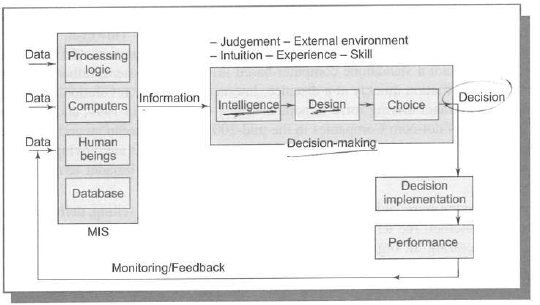 – Judgement – External environment
– Intuition – Experience – Skill
Data
Processing
logic
Data
Computers
Information
Intelligence
Design
Choice
Decision
Data
Human
beings
Decision-making
Database
Decision
implementation
MIS
Performance
Monitoring/Feedback